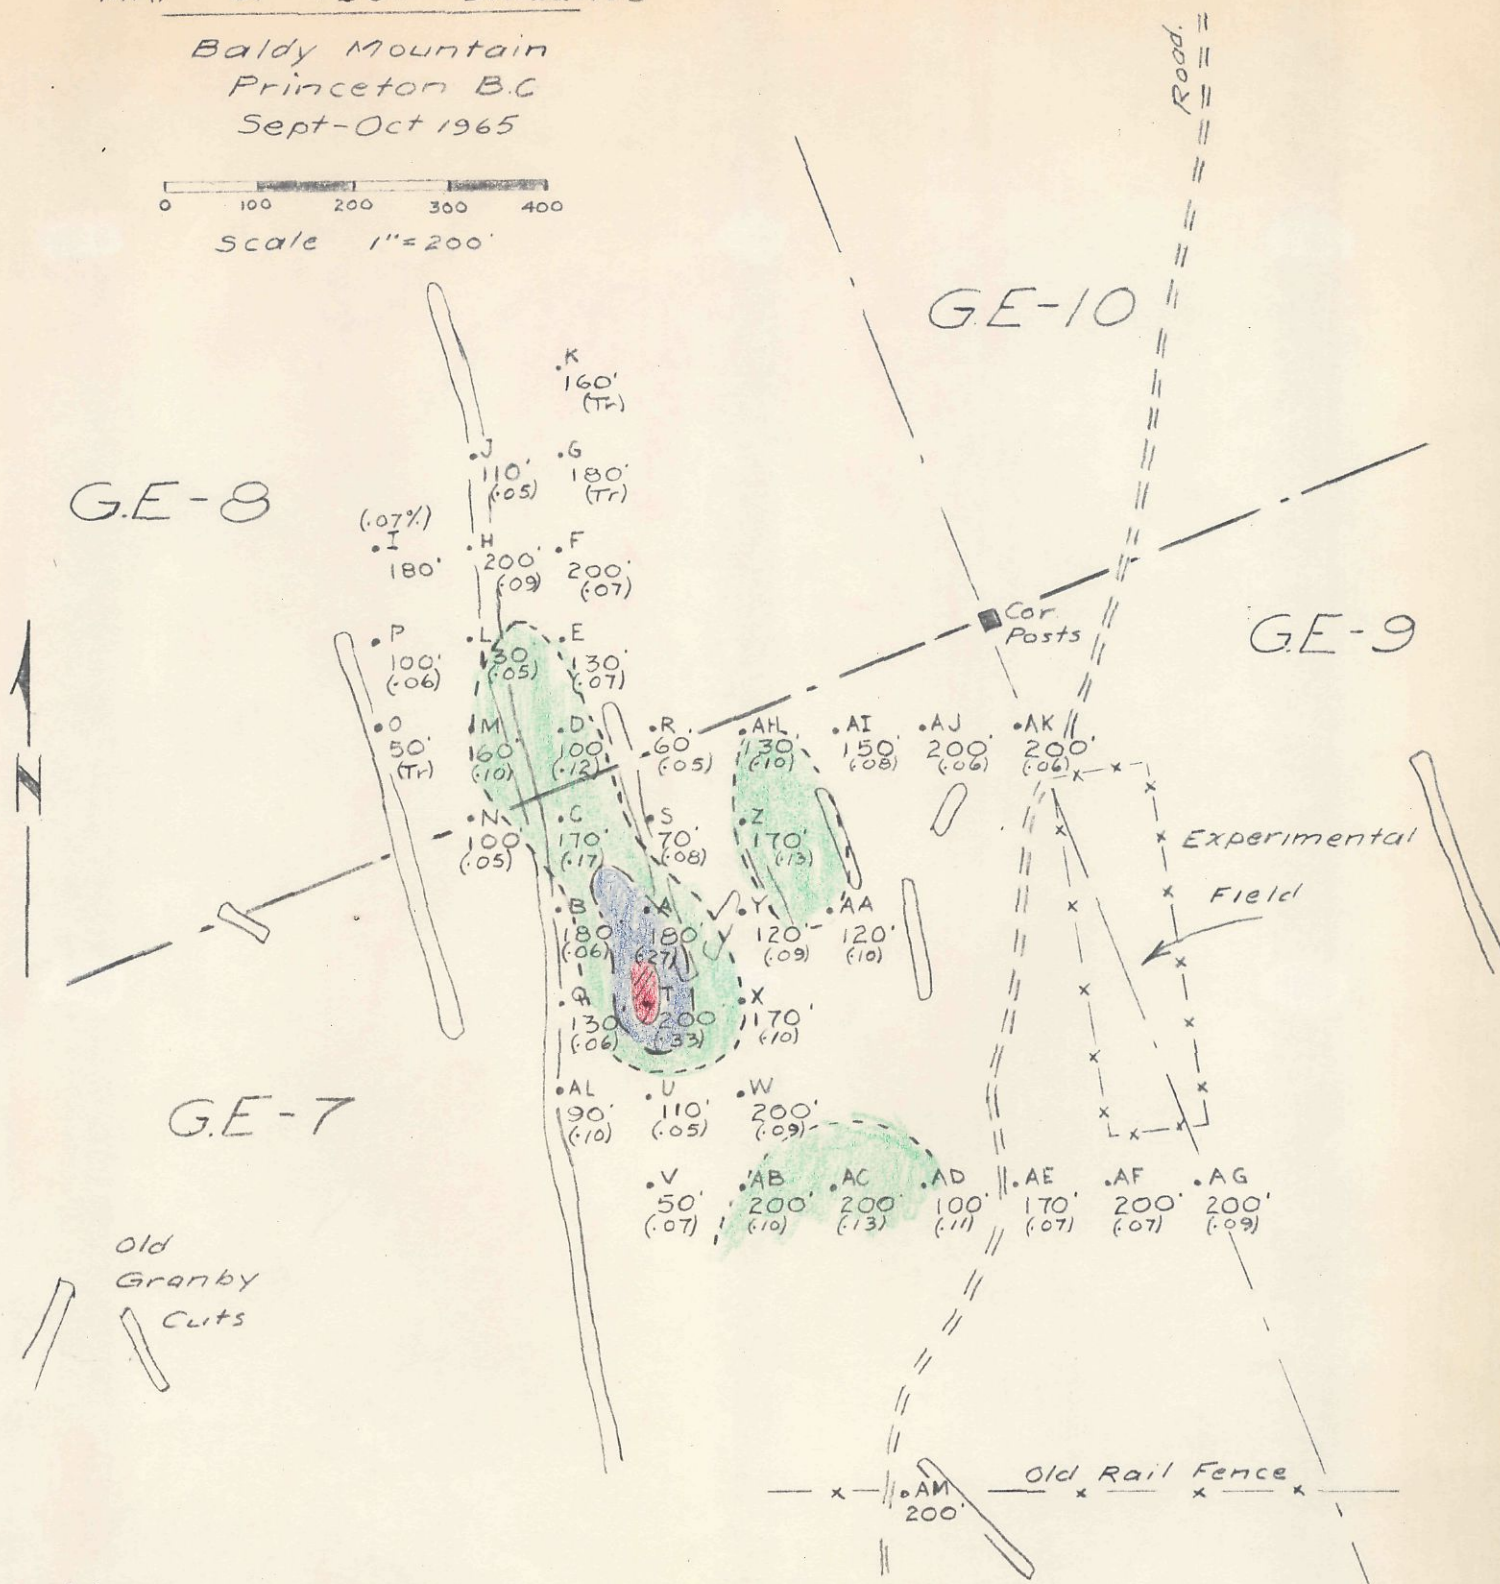 Baldy Mountain
Princeton B.C
Sept-Oct 1965
0 100 200 300 400
Scale 1"=200'
Road.
G.E-10
K
160'
(Tr)
J
110'
(.05)
G
180'
(Tr)
G.E-8
(.07%)
I
180'
H
200'
(.09)
F
200'
(.07)
Cor.
Posts
G.E-9
P
100'
(.06)
L
130
(.05)
E
130'
(.07)
O
50'
(Tr)
M
160'
(.10)
D
100
(.12)
R
60
(.05)
AH
130'
(.10)
AI
150'
(.08)
AJ
200'
(.06)
AK
200'
(.06)
N
N
100
(.05)
C
170'
(.17)
S
70'
(.08)
Z
170'
(.13)
Experimental
Field
B
180'
(.06)
A
180'
(.27)
Y
120'
(.09)
AA
120'
(.10)
Q
130'
(.06)
T
200
(.33)
X
170'
(.10)
G.E-7
AL
90'
(.10)
U
110'
(.05)
W
200'
(.09)
V
50'
(.07)
AB
200'
(.10)
AC
200'
(.13)
AD
100'
(.11)
AE
170'
(.07)
AF
200'
(.07)
AG
200'
(.09)
Old
Granby
Cuts
Old Rail Fence
AM
200'